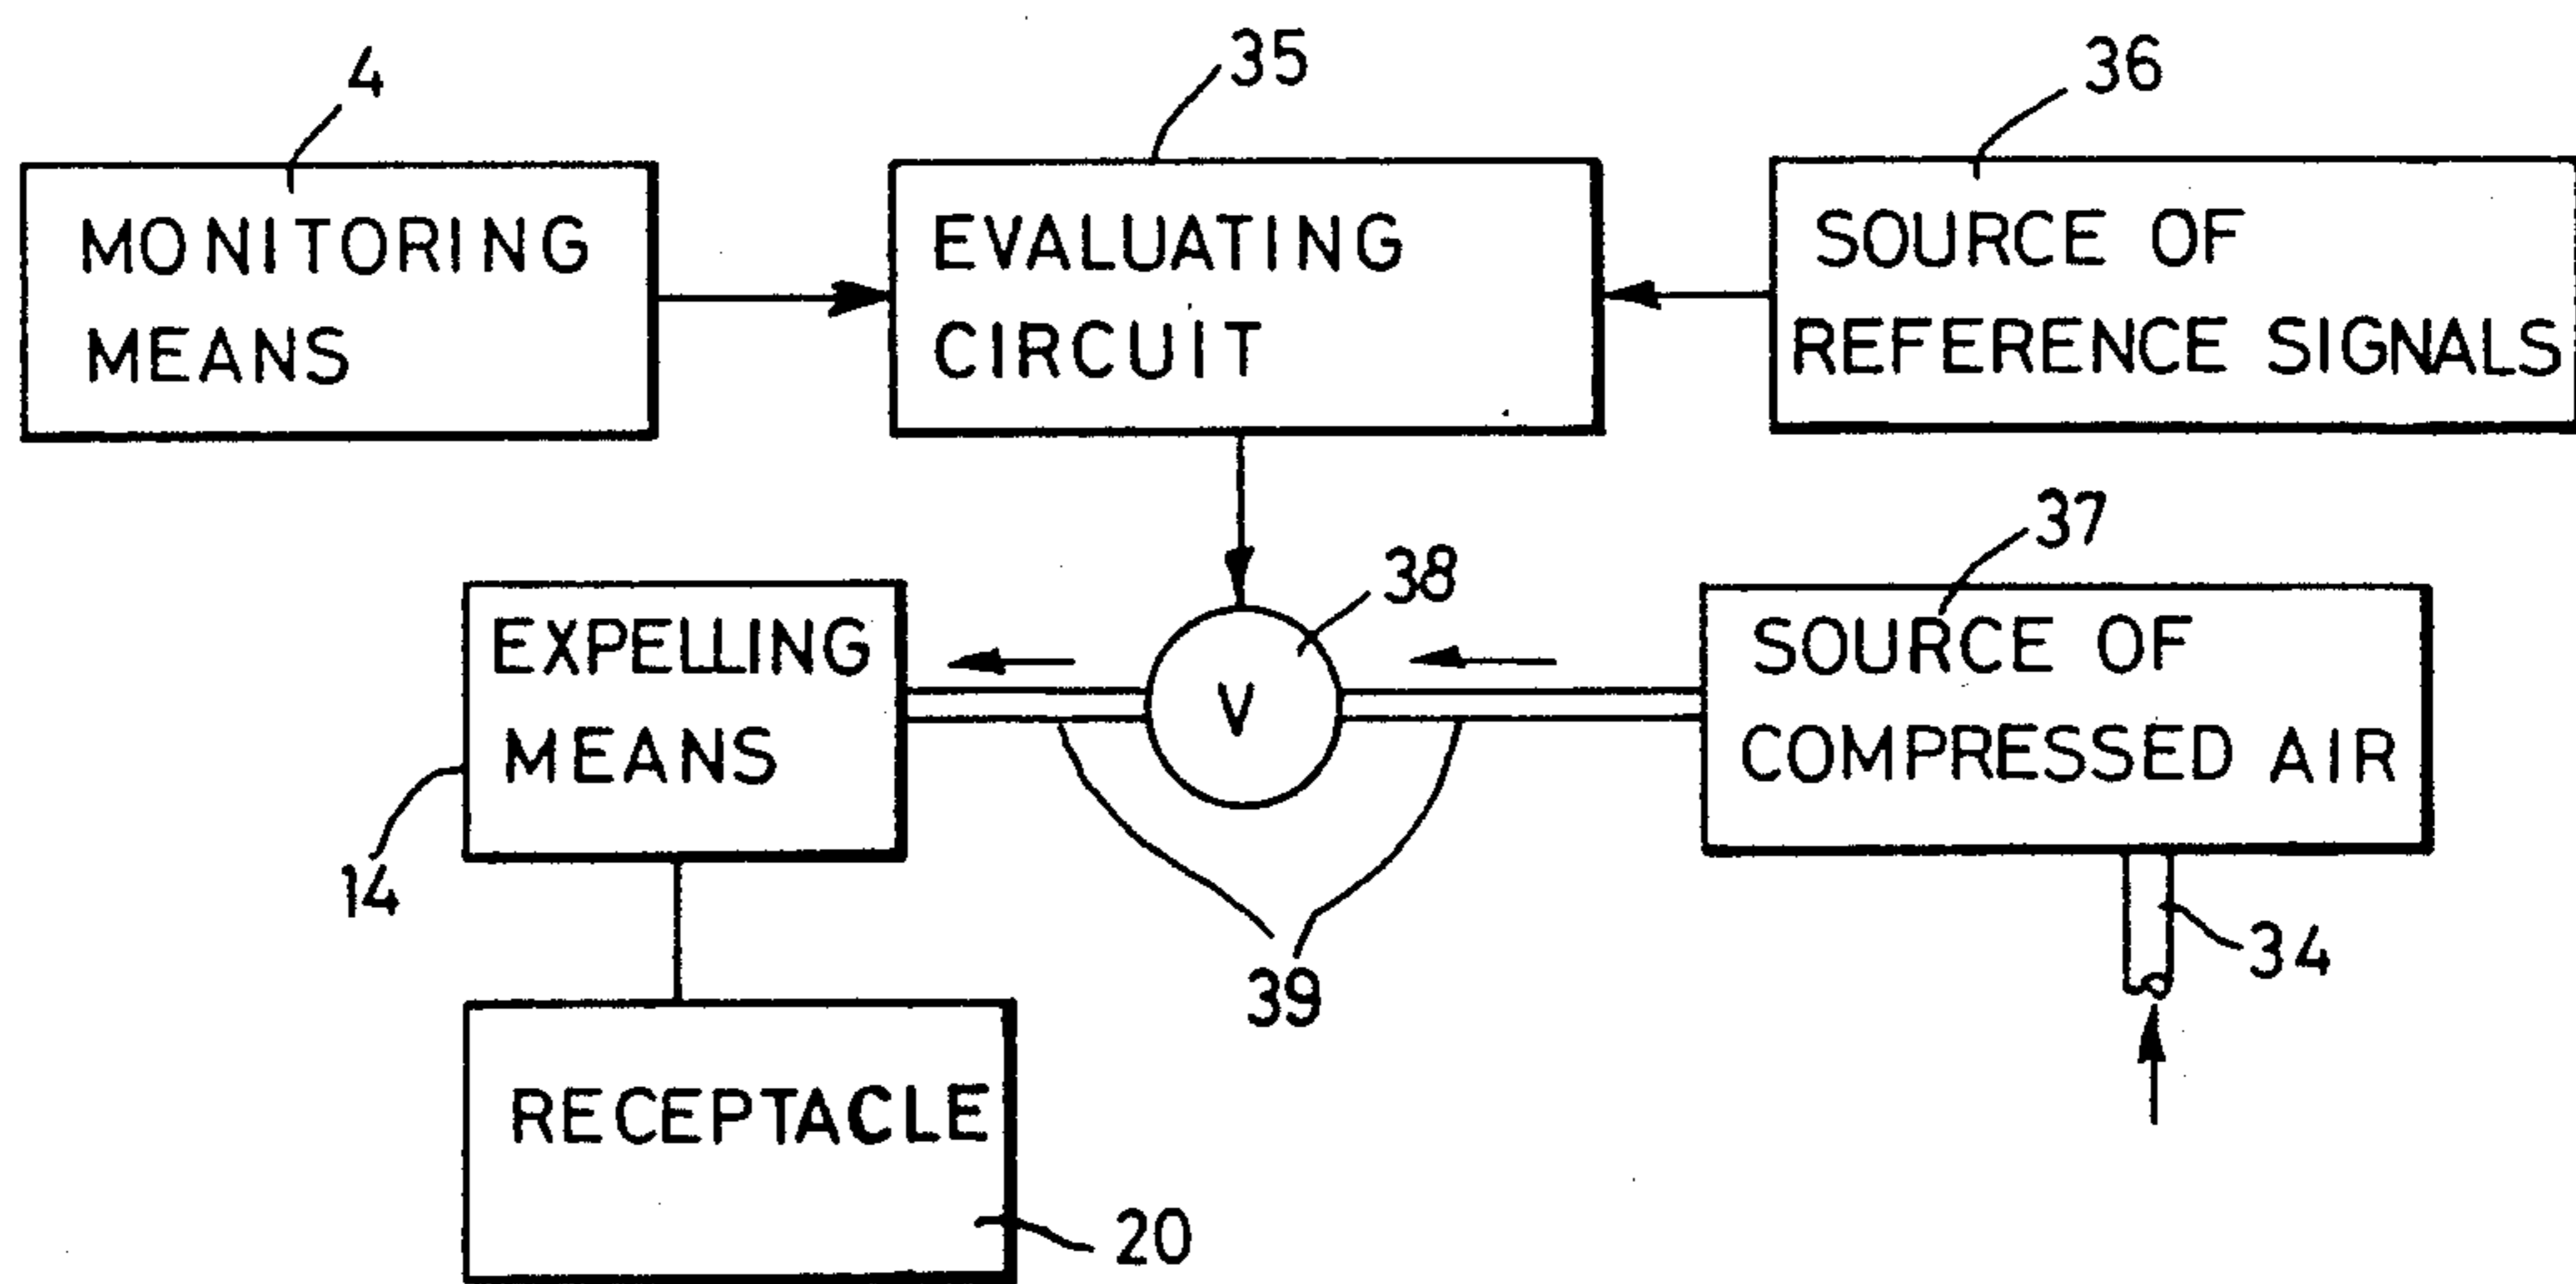 4
35
36
MONITORING
MEANS
EVALUATING
CIRCUIT
SOURCE OF
REFERENCE SIGNALS
37
38
EXPELLING
MEANS
V
SOURCE OF
COMPRESSED AIR
14
39
34
RECEPTACLE
20